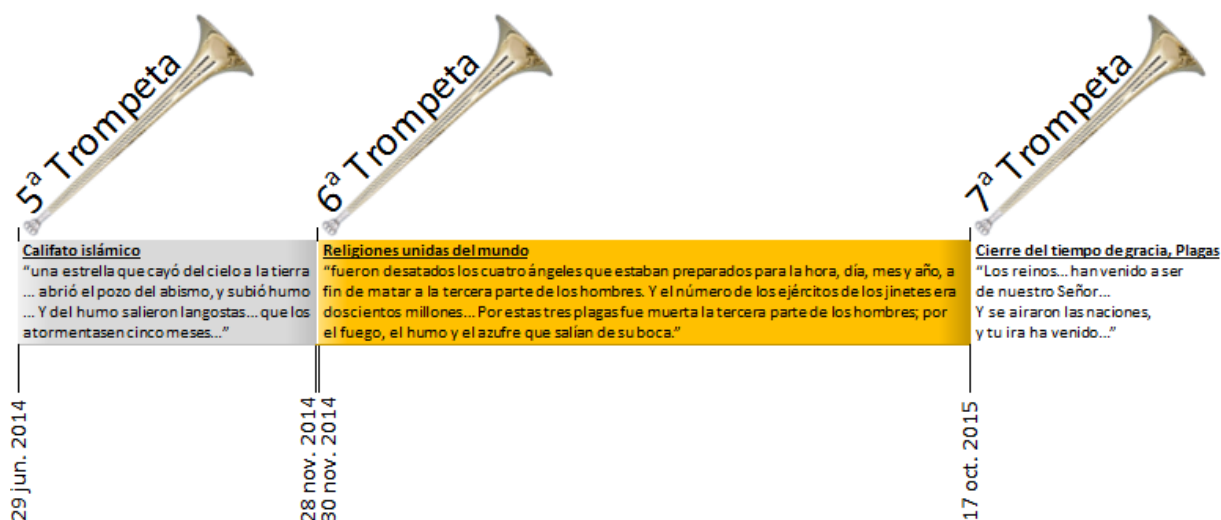 5ª Trompeta
6ª Trompeta
7ª Trompeta
Califato islámico
“una estrella que cayó del cielo a la tierra
... abrió el pozo del abismo, y subió humo
... Y del humo salieron langostas... que los
atormentasen cinco meses...”
Religiones unidas del mundo
“fueron desatados los cuatro ángeles que estaban preparados para la hora, día, mes y año, a
fin de matar a la tercera parte de los hombres. Y el número de los ejércitos de los jinetes era
doscientos millones... Por estas tres plagas fue muerta la tercera parte de los hombres; por
el fuego, el humo y el azufre que salían de su boca.”
Cierre del tiempo de gracia, Plagas
“Los reinos... han venido a ser
de nuestro Señor...
Y se airaron las naciones,
y tu ira ha venido...”
29 jun. 2014
28 nov. 2014
30 nov. 2014
17 oct. 2015